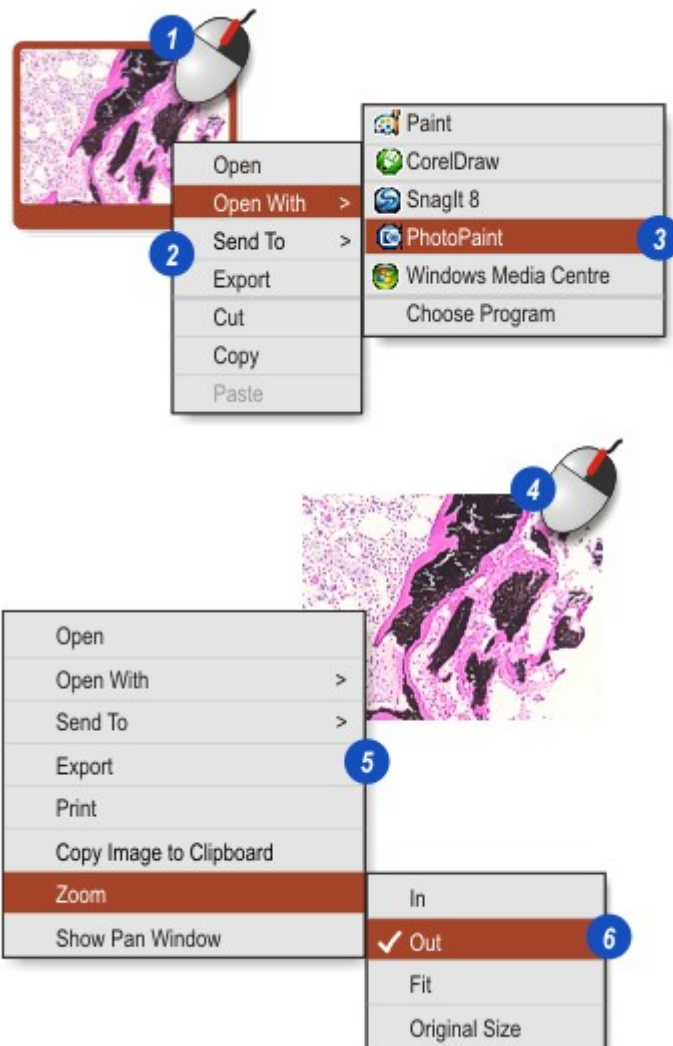 1
Open
Open With >
2
Send To >
Export
Cut
Copy
Paste
Paint
CorelDraw
SnagIt 8
PhotoPaint
3
Windows Media Centre
Choose Program
4
Open
Open With >
Send To >
Export
5
Print
Copy Image to Clipboard
Zoom
Show Pan Window
In
Out
6
Fit
Original Size